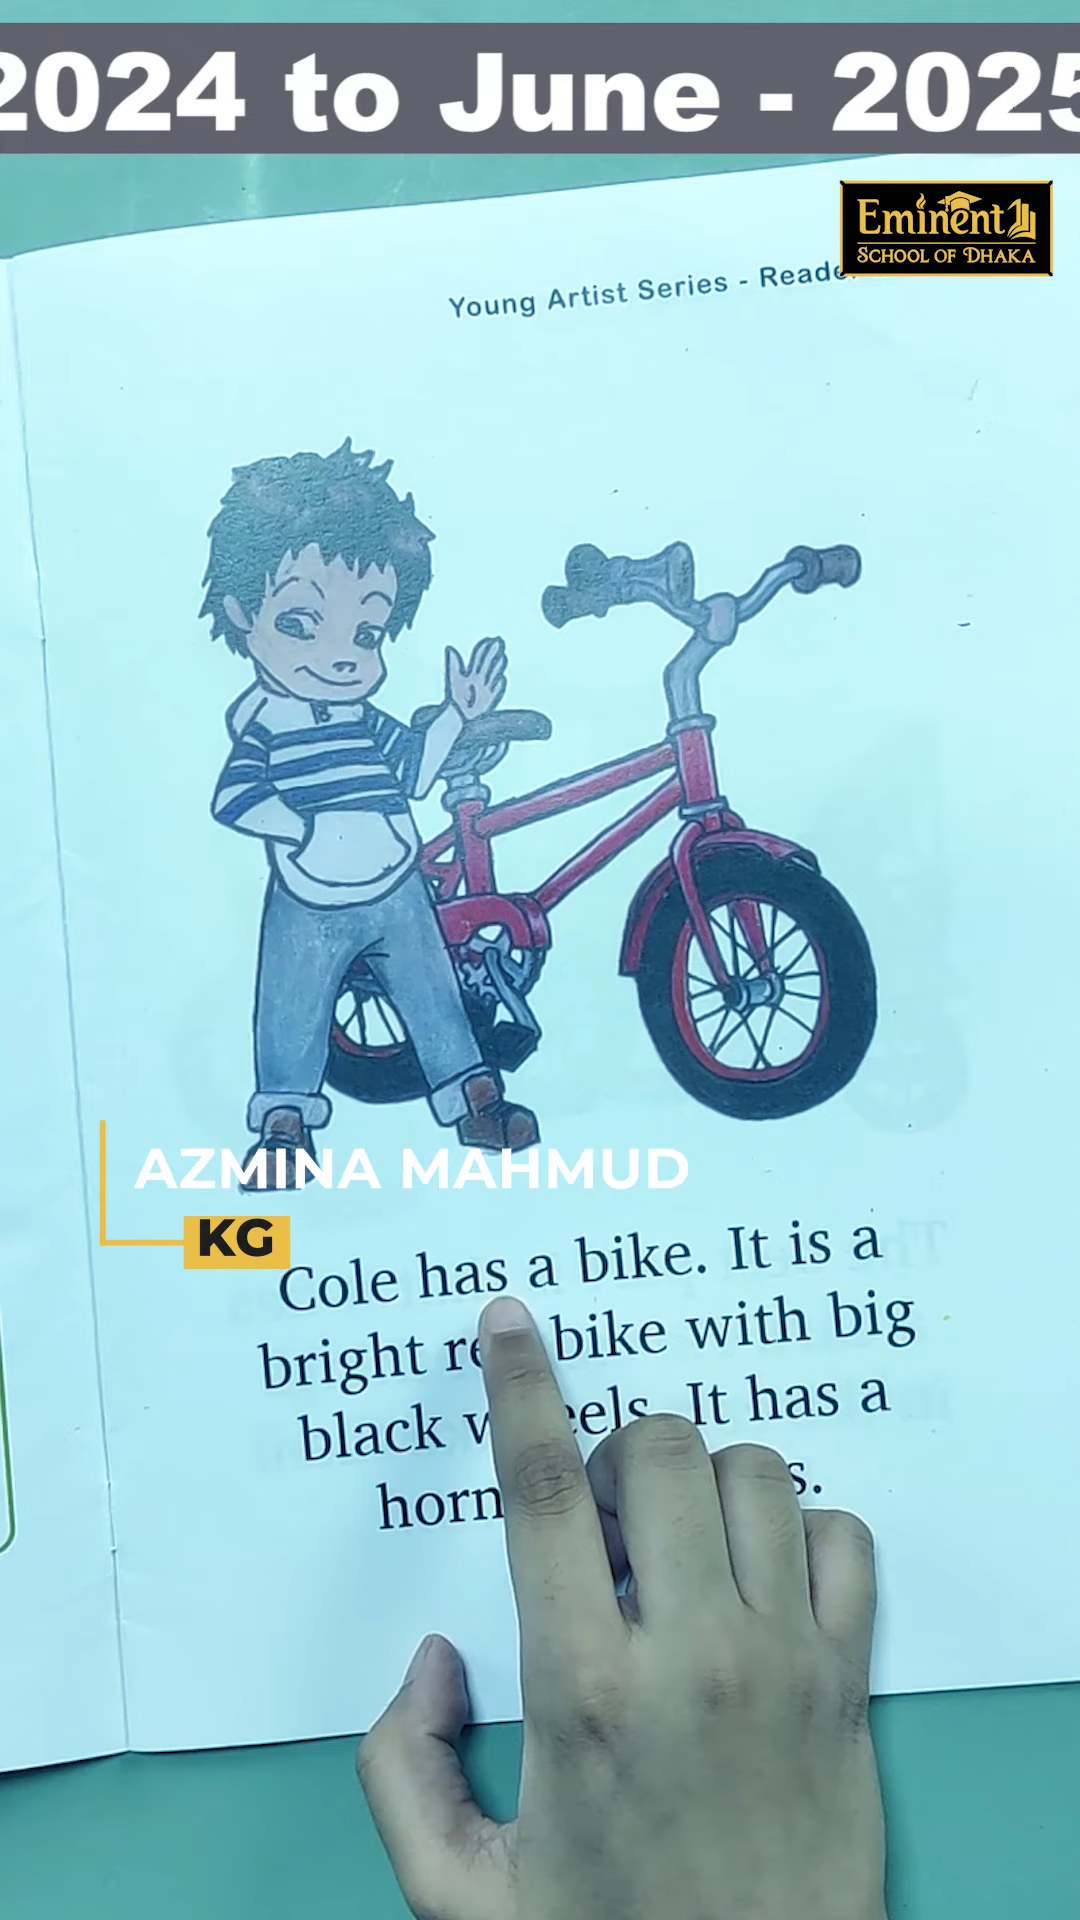 2024 to June - 2025
Eminent
SCHOOL OF DHAKA
Young Artist Series -
AZMINA MAHMUD
KG
Cole has a bike. It is a
bright bike with big
black It has a
horn